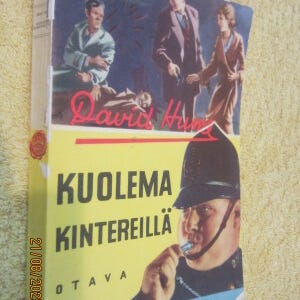 David Hume
KUOLEMA
KINTEREILLÄ
OTAVA